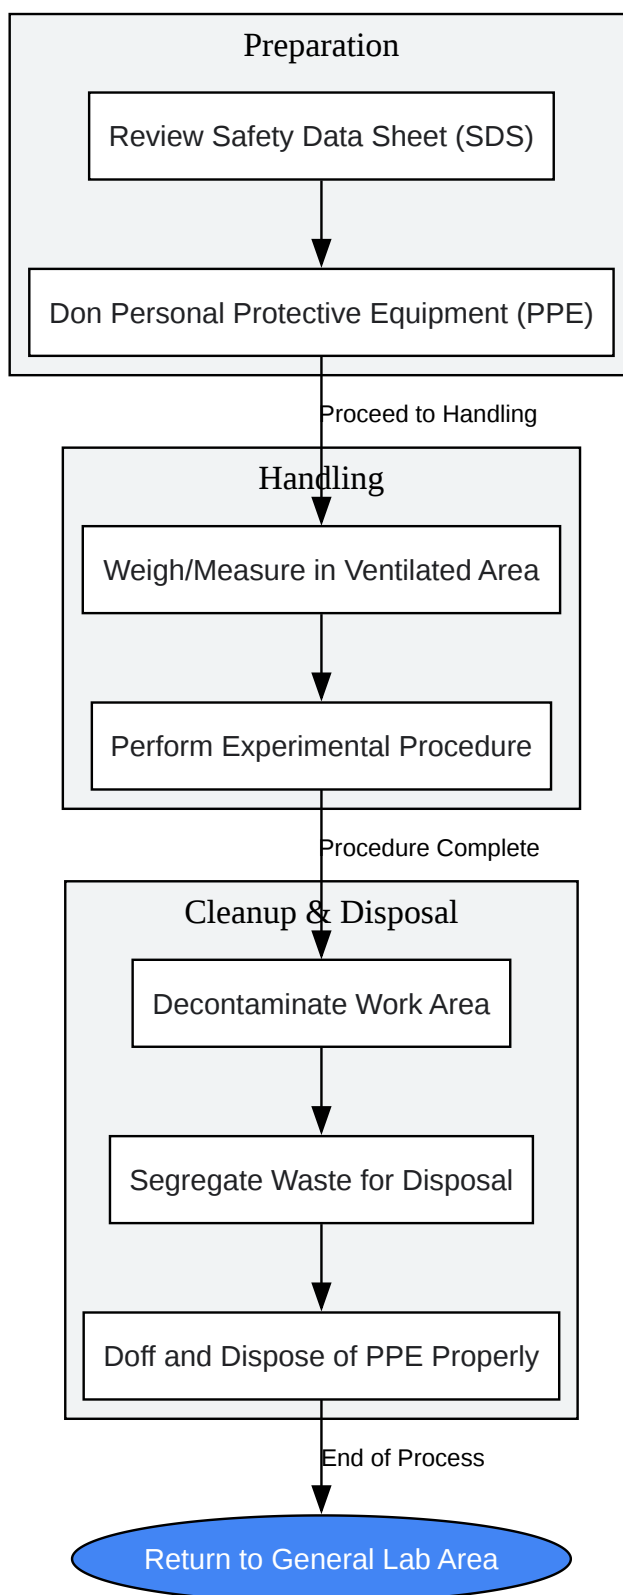 Preparation
Review Safety Data Sheet (SDS)
Don Personal Protective Equipment (PPE)
Proceed to Handling
Handling
Weigh/Measure in Ventilated Area
Perform Experimental Procedure
Procedure Complete
Cleanup & Disposal
Decontaminate Work Area
Segregate Waste for Disposal
Doff and Dispose of PPE Properly
End of Process
Return to General Lab Area